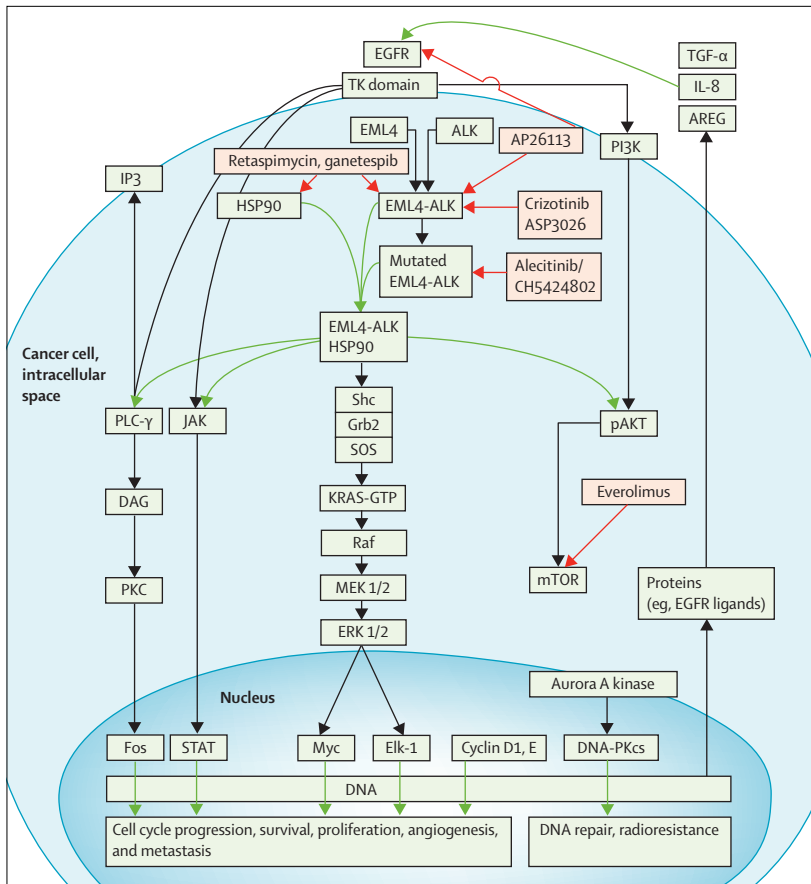 EGFR
TK domain
TGF-α
IL-8
AREG
EML4
ALK
AP26113
PI3K
Retaspimycin, ganetespib
IP3
HSP90
EML4-ALK
Crizotinib
ASP3026
Mutated
EML4-ALK
Alecitinib/
CH5424802
EML4-ALK
HSP90
Cancer cell,
intracellular
space
PLC-γ
JAK
Shc
Grb2
SOS
pAKT
DAG
KRAS-GTP
Everolimus
Raf
PKC
MEK 1/2
mTOR
Proteins
(eg, EGFR ligands)
ERK 1/2
Nucleus
Aurora A kinase
Fos
STAT
Myc
Elk-1
Cyclin D1, E
DNA-PKcs
DNA
Cell cycle progression, survival, proliferation, angiogenesis,
and metastasis
DNA repair, radioresistance